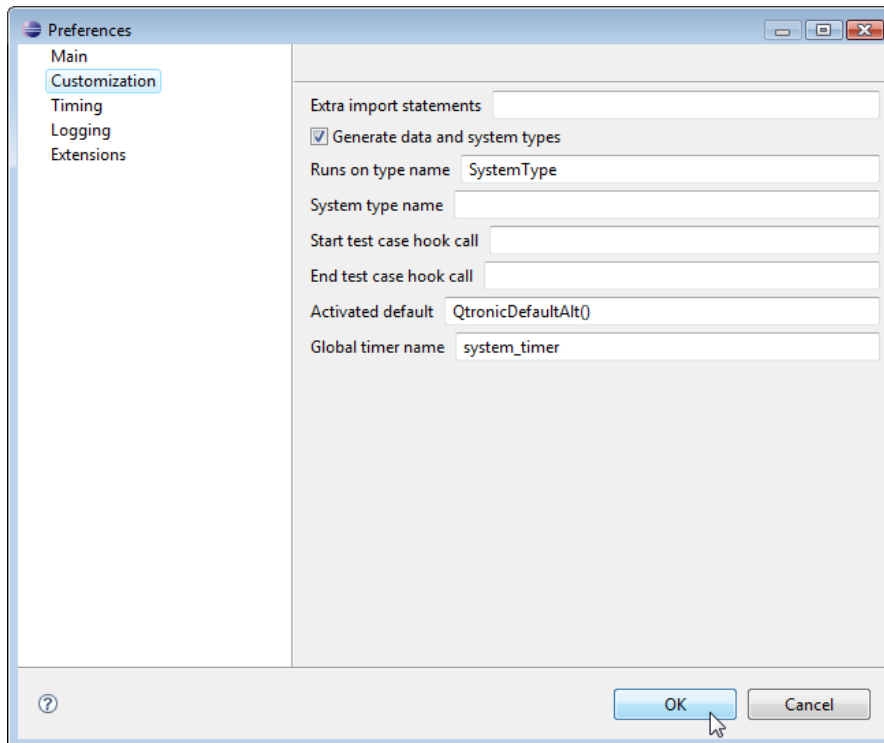 Preferences
Main
Customization
Timing
Logging
Extensions
Extra import statements
Generate data and system types
Runs on type name SystemType
System type name
Start test case hook call
End test case hook call
Activated default QtronicDefaultAlt()
Global timer name system_timer
?
OK Cancel